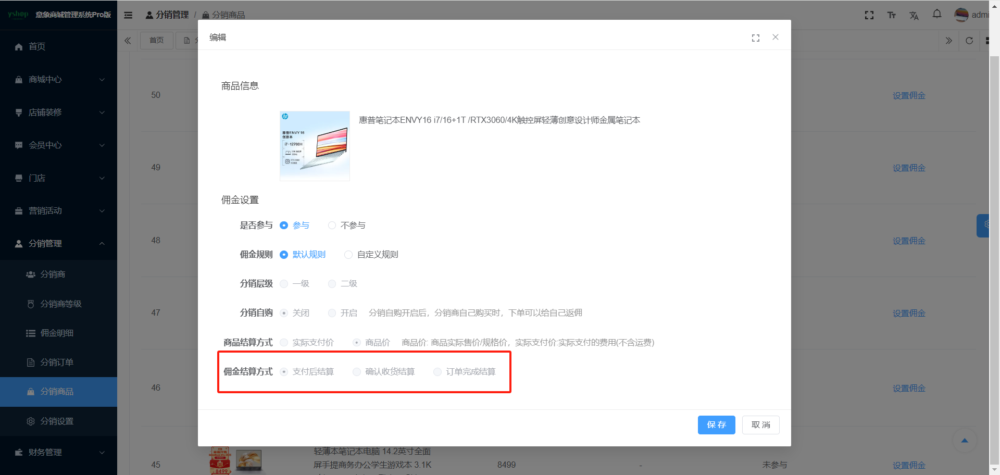 yshop 意象商城管理系统Pro版
分销管理 / 分销商品
admi
首页
商城中心
店铺装修
会员中心
门店
营销活动
分销管理
分销商
分销商等级
佣金明细
分销订单
分销商品
分销设置
财务管理
首页
50
设置佣金
49
设置佣金
48
设置佣金
47
设置佣金
46
设置佣金
45
轻薄本笔记本电脑 14.2英寸全面
屏手提商务办公学生游戏本 3.1K
8499
8499
-
未参与
设置佣金
编辑
商品信息
hp
惠普ENVY 16
创意本
i7-12700H
惠普笔记本ENVY16 i7/16+1T /RTX3060/4K触控屏轻薄创意设计师金属笔记本
佣金设置
是否参与 参与 不参与
佣金规则 默认规则 自定义规则
分销层级 一级 二级
分销自购 关闭 开启 分销自购开启后，分销商自己购买时，下单可以给自己返佣
商品结算方式 实际支付价 商品价 商品价: 商品实际售价/规格价，实际支付价:实际支付的费用(不含运费)
佣金结算方式 支付后结算 确认收货结算 订单完成结算
保存
取消